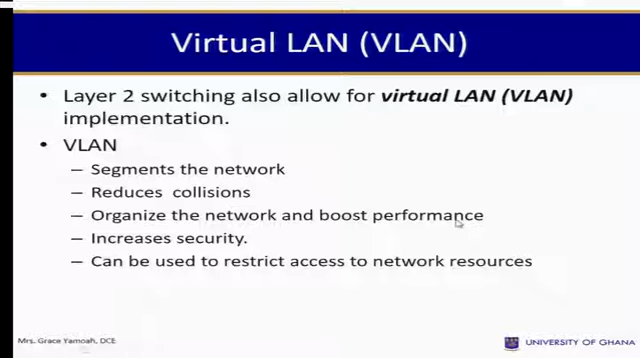 Virtual LAN (VLAN)
• Layer 2 switching also allow for virtual LAN (VLAN)
implementation.
• VLAN
– Segments the network
– Reduces collisions
– Organize the network and boost performance
– Increases security.
– Can be used to restrict access to network resources
Mrs. Grace Yamoah, DCE
UNIVERSITY OF GHANA